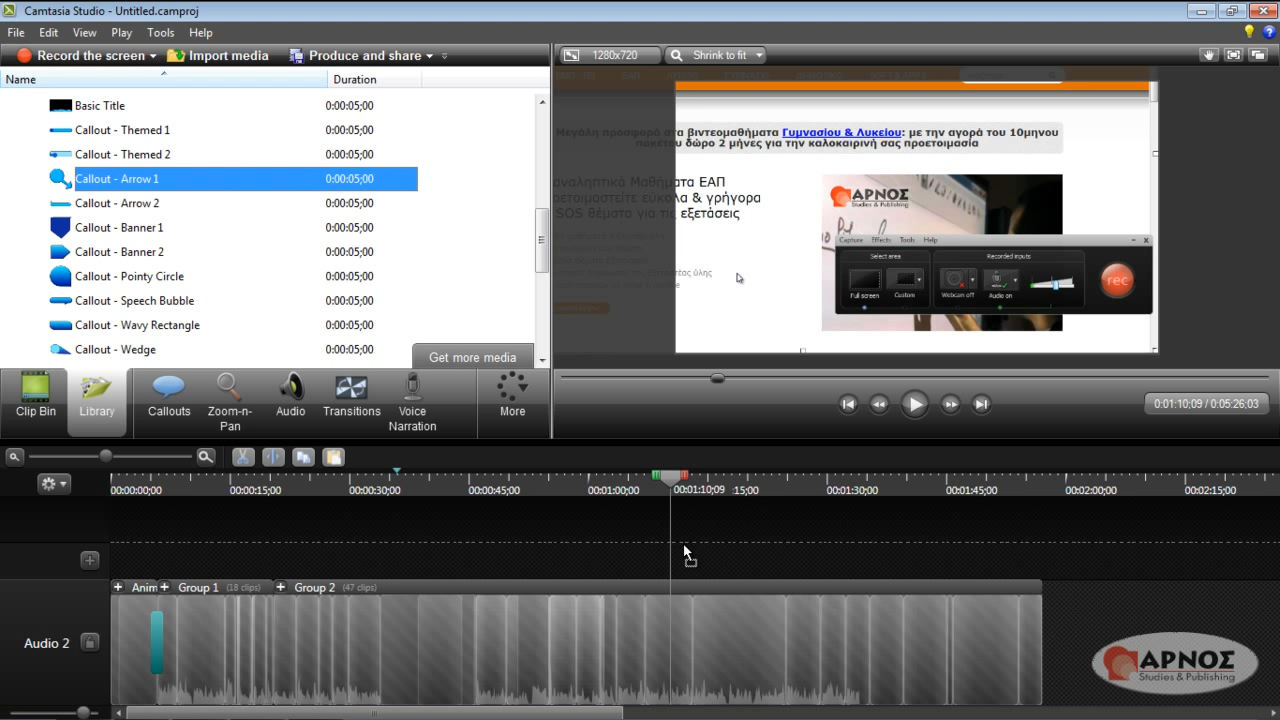 Camtasia Studio - Untitled.camproj
File Edit View Play Tools Help
Record the screen Import media Produce and share
1280x720 Shrink to fit
Name Duration
Basic Title 0:00:05;00
Callout - Themed 1 0:00:05;00
Callout - Themed 2 0:00:05;00
Callout - Arrow 1 0:00:05;00
Callout - Arrow 2 0:00:05;00
Callout - Banner 1 0:00:05;00
Callout - Banner 2 0:00:05;00
Callout - Pointy Circle 0:00:05;00
Callout - Speech Bubble 0:00:05;00
Callout - Wavy Rectangle 0:00:05;00
Callout - Wedge 0:00:05;00
Get more media
Μεγάλη προσφορά στα βιντεομαθήματα Γυμνασίου & Λυκείου: με την αγορά του 10μηνου
πακέτου δώρο 2 μήνες για την καλοκαιρινή σας προετοιμασία
Μαθήματα ΕΑΠ
εύκολα & γρήγορα
SOS θέματα για τις εξετάσεις
ύλης
ΑΡΝΟΣ
Studies & Publishing
Capture Effects Tools Help
Select area Recorded inputs
Full screen Custom Webcam off Audio on
rec
Clip Bin Library Callouts Zoom-n-Pan Audio Transitions Voice Narration More
0:01:10;09 / 0:05:26;03
00:00:00;00 00:00:15;00 00:00:30;00 00:00:45;00 00:01:00;00 00:01:10;09 :15;00 00:01:30;00 00:01:45;00 00:02:00;00 00:02:15;00
Anim Group 1 (18 clips) Group 2 (47 clips)
Audio 2
ΑΡΝΟΣ
Studies & Publishing